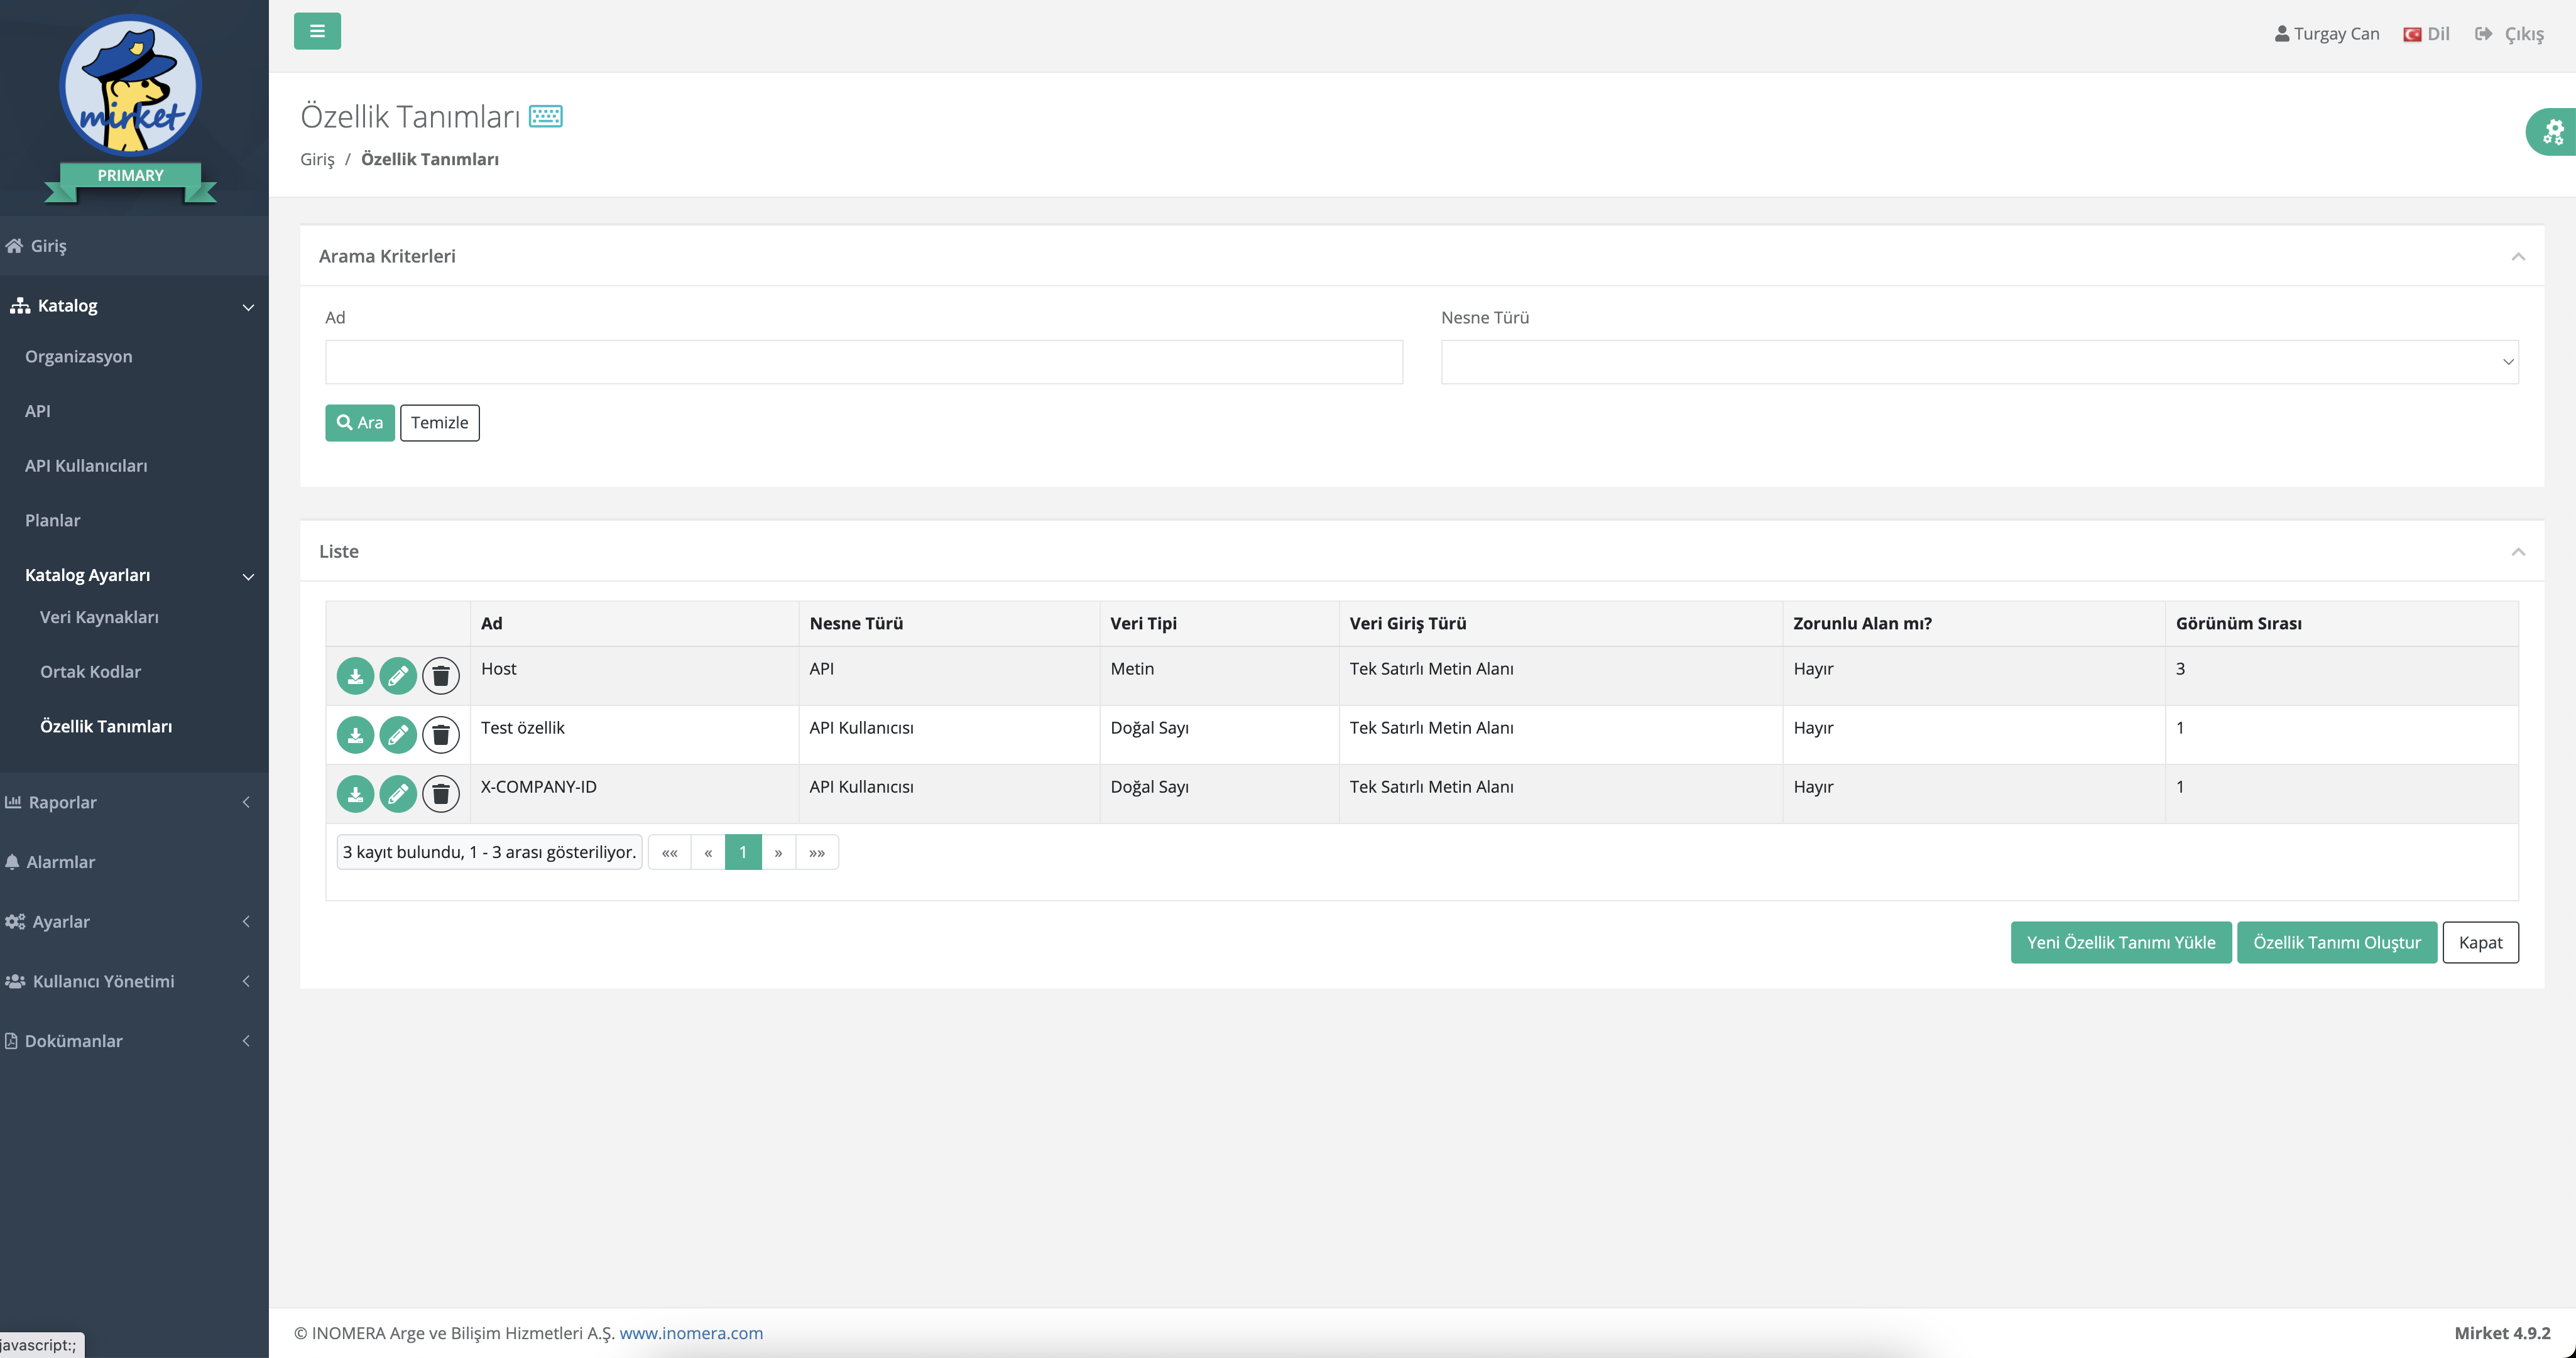 mirket
PRIMARY
Giriş
Katalog
Organizasyon
API
API Kullanıcıları
Planlar
Katalog Ayarları
Veri Kaynakları
Ortak Kodlar
Özellik Tanımları
Raporlar
Alarmlar
Ayarlar
Kullanıcı Yönetimi
Dokümanlar
javascript:;
Turgay Can Dil Çıkış
Özellik Tanımları
Giriş / Özellik Tanımları
Arama Kriterleri
Ad Nesne Türü
Ara Temizle
Liste
Ad Nesne Türü Veri Tipi Veri Giriş Türü Zorunlu Alan mı? Görünüm Sırası
Host API Metin Tek Satırlı Metin Alanı Hayır 3
Test özellik API Kullanıcısı Doğal Sayı Tek Satırlı Metin Alanı Hayır 1
X-COMPANY-ID API Kullanıcısı Doğal Sayı Tek Satırlı Metin Alanı Hayır 1
3 kayıt bulundu, 1 - 3 arası gösteriliyor. «« « 1 » »»
Yeni Özellik Tanımı Yükle Özellik Tanımı Oluştur Kapat
© INOMERA Arge ve Bilişim Hizmetleri A.Ş. www.inomera.com Mirket 4.9.2